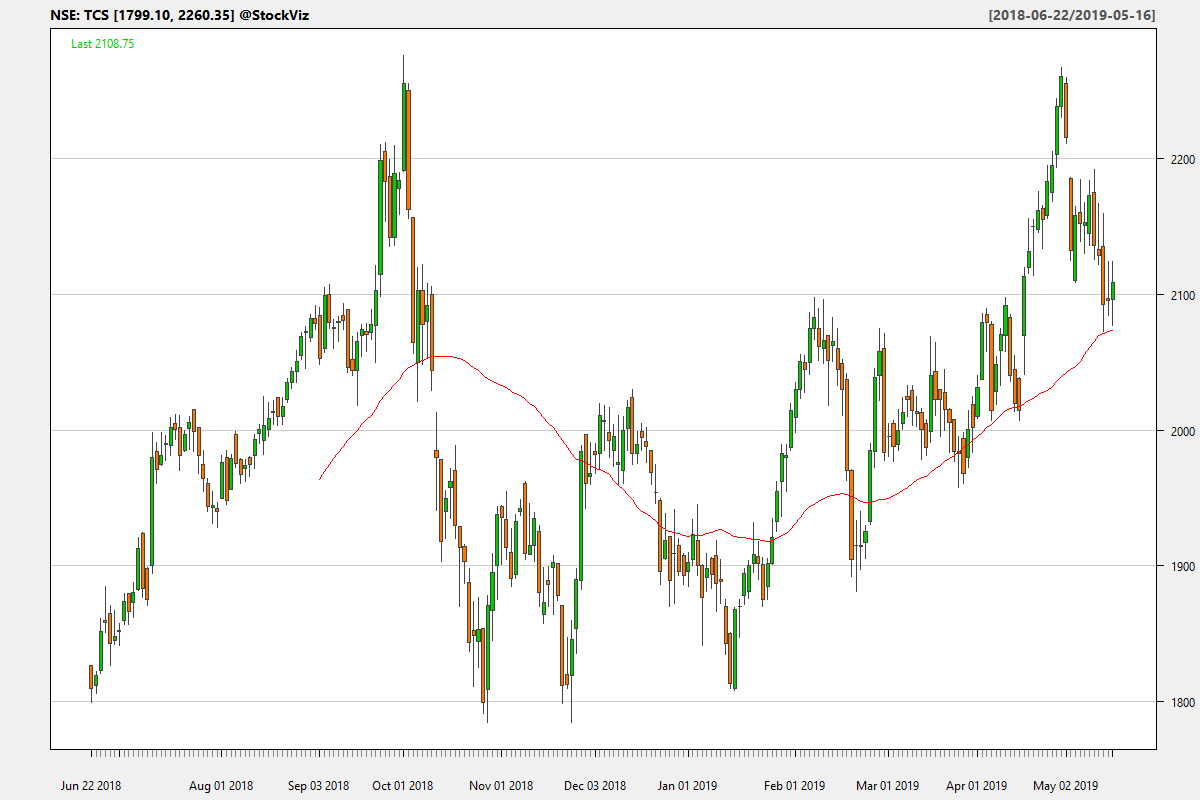 NSE: TCS [1799.10, 2260.35] @StockViz [2018-06-22/2019-05-16]
Last 2108.75
2200
2100
2000
1900
1800
Jun 22 2018 Aug 01 2018 Sep 03 2018 Oct 01 2018 Nov 01 2018 Dec 03 2018 Jan 01 2019 Feb 01 2019 Mar 01 2019 Apr 01 2019 May 02 2019